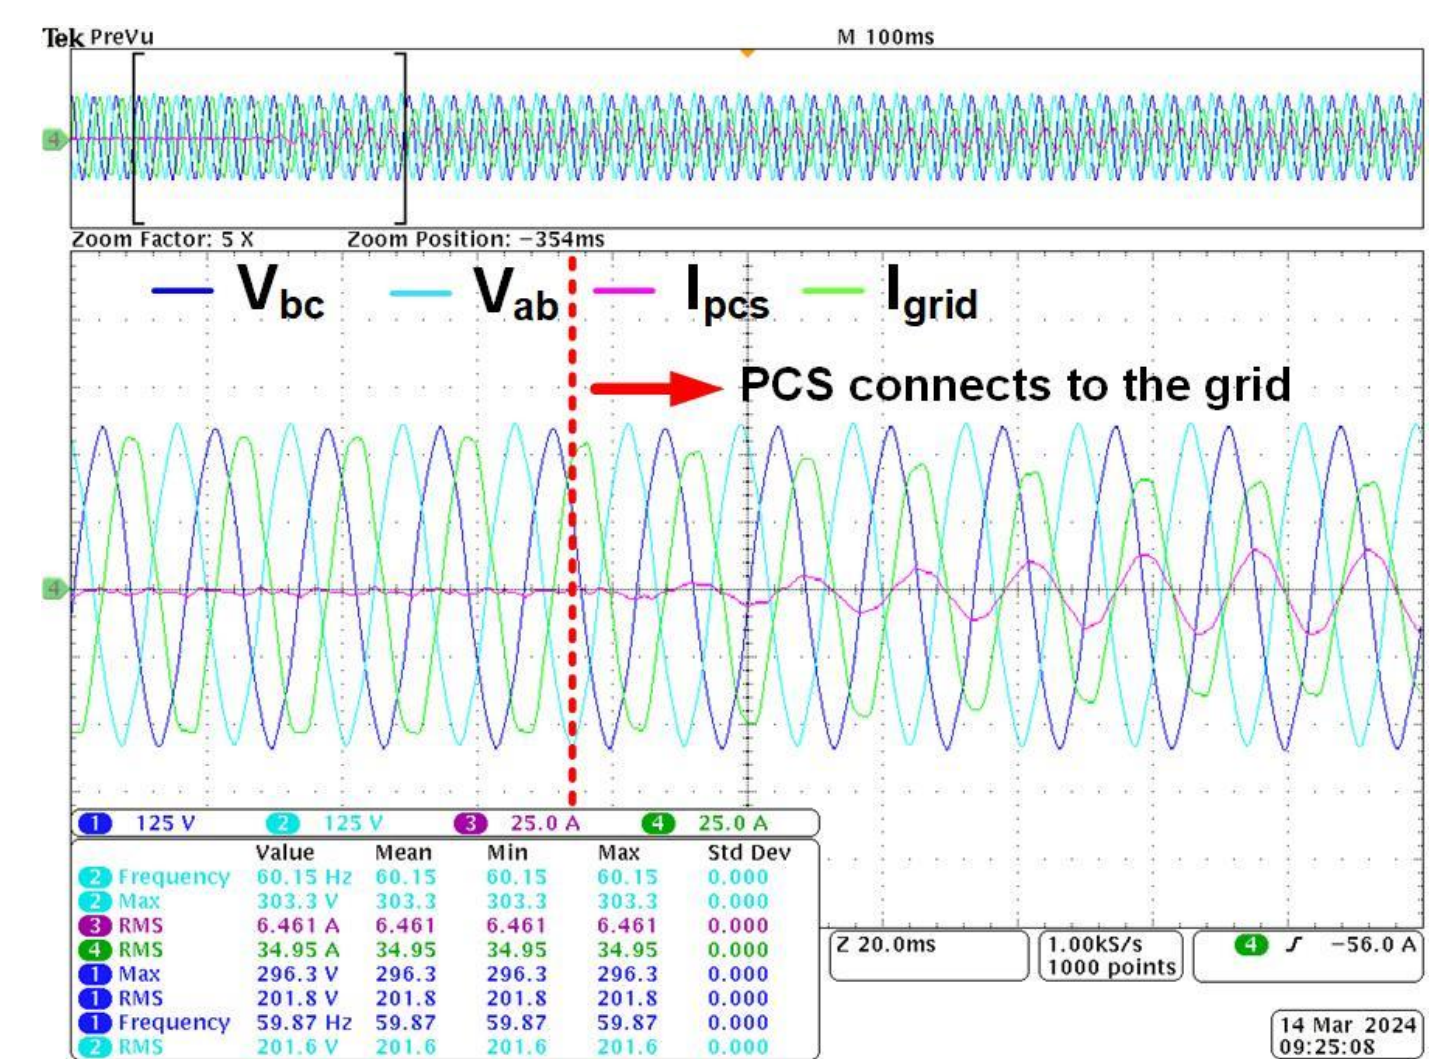 Tek PreVu M 100ms
4
Zoom Factor: 5 X Zoom Position: −354ms
Vbc Vab Ipcs Igrid
PCS connects to the grid
4
1 125 V 2 125 V 3 25.0 A 4 25.0 A
Value Mean Min Max Std Dev
2 Frequency 60.15 Hz 60.15 60.15 60.15 0.000
2 Max 303.3 V 303.3 303.3 303.3 0.000
3 RMS 6.461 A 6.461 6.461 6.461 0.000
4 RMS 34.95 A 34.95 34.95 34.95 0.000
1 Max 296.3 V 296.3 296.3 296.3 0.000
1 RMS 201.8 V 201.8 201.8 201.8 0.000
1 Frequency 59.87 Hz 59.87 59.87 59.87 0.000
2 RMS 201.6 V 201.6 201.6 201.6 0.000
Z 20.0ms
1.00kS/s
1000 points
4 −56.0 A
14 Mar 2024
09:25:08